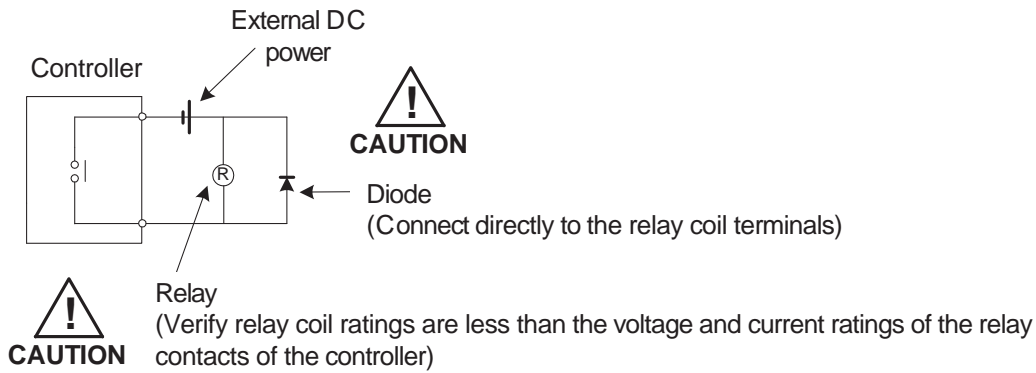 External DC
power
Controller
!
CAUTION
R
Diode
(Connect directly to the relay coil terminals)
Relay
(Verify relay coil ratings are less than the voltage and current ratings of the relay
contacts of the controller)
!
CAUTION